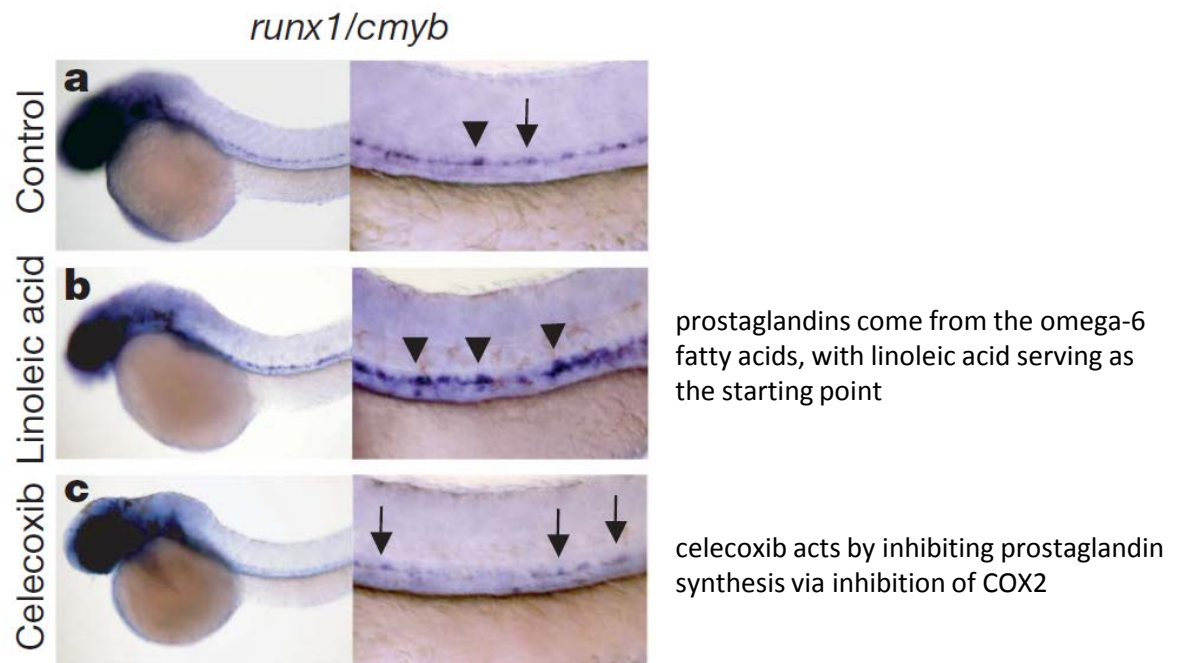 runx1/cmyb
Control
a
Linoleic acid
b
prostaglandins come from the omega-6
fatty acids, with linoleic acid serving as
the starting point
Celecoxib
c
celecoxib acts by inhibiting prostaglandin
synthesis via inhibition of COX2